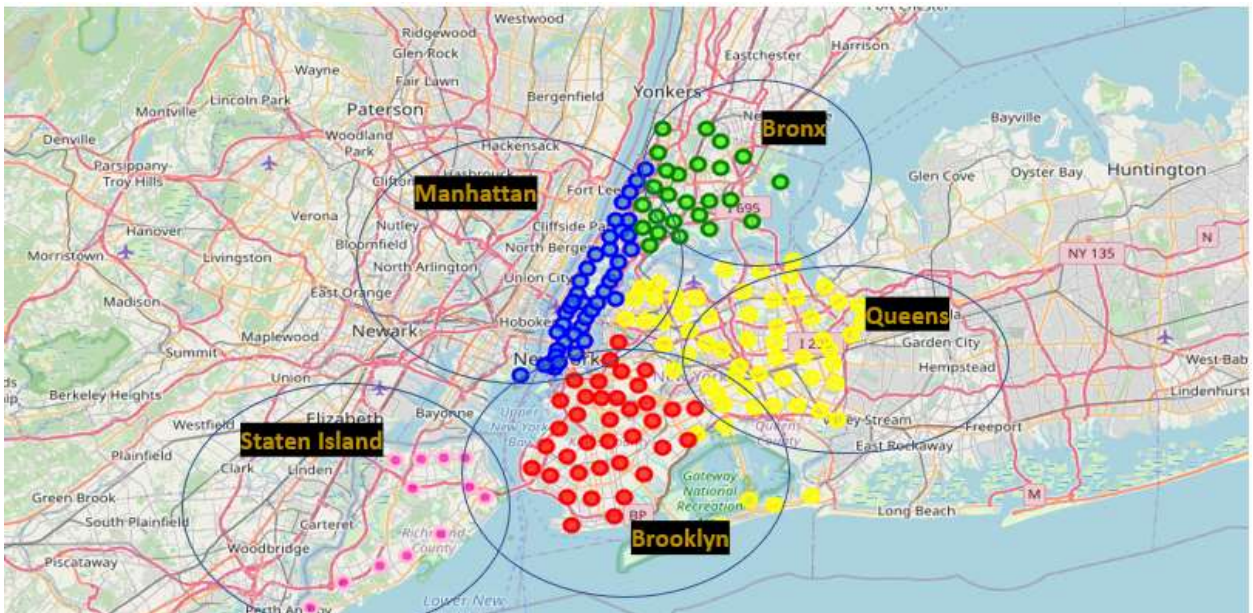 Westwood
Ridgewood
Glen Rock
Eastchester
Harrison
Wayne
Fair Lawn
Lincoln Park
Bergenfield
Yonkers
Montville
Paterson
Bronx
Bayville
Denville
Woodland
Park
Hackensack
Parsippany-
Troy Hills
Fort Lee
Glen Cove
Oyster Bay
Huntington
Manhattan
Verona
Nutley
Cliffside
I 695
Hanover
Bloomfield
North Bergen
N
Morristown
Livingston
North Arlington
NY 135
Union City
East Orange
Madison
Hoboken
Queens
Newark
Maplewood
Garden City
Summit
New York
Hempstead
West Bab
Union
Lindenhurst
Berkeley Heights
Elizabeth
Bayonne
Upper
New York
Bay
Queens
County
Valley Stream
Freeport
Westfield
Staten Island
East Rockaway
Plainfield
Clark
Linden
Gateway
National
Recreation
Green Brook
M
South Plainfield
Carteret
BP
Long Beach
Richmond
County
Brooklyn
Woodbridge
Piscataway
Perth Amboy
Lower New